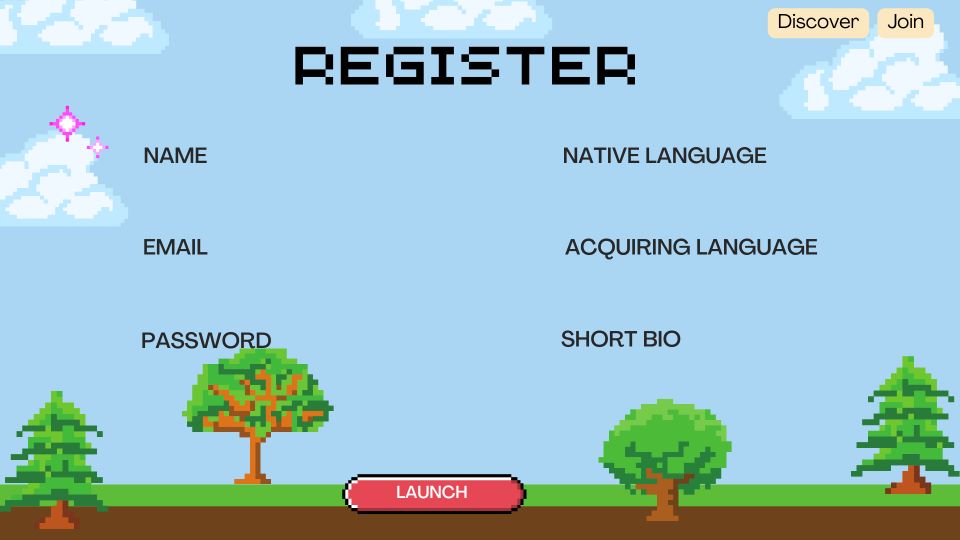 Discover
Join
REGISTER
NAME
NATIVE LANGUAGE
EMAIL
ACQUIRING LANGUAGE
PASSWORD
SHORT BIO
LAUNCH